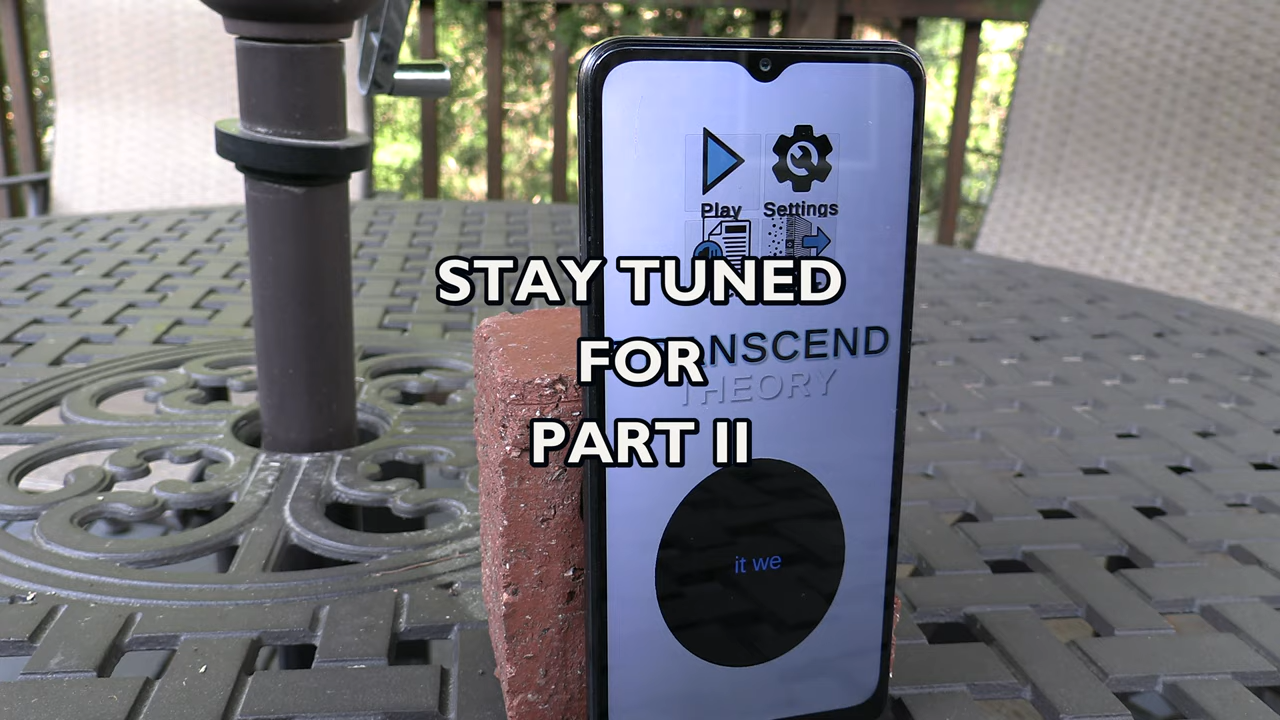 Play
Settings
STAY TUNED
FOR
PART II
NSCEND
THEORY
it we